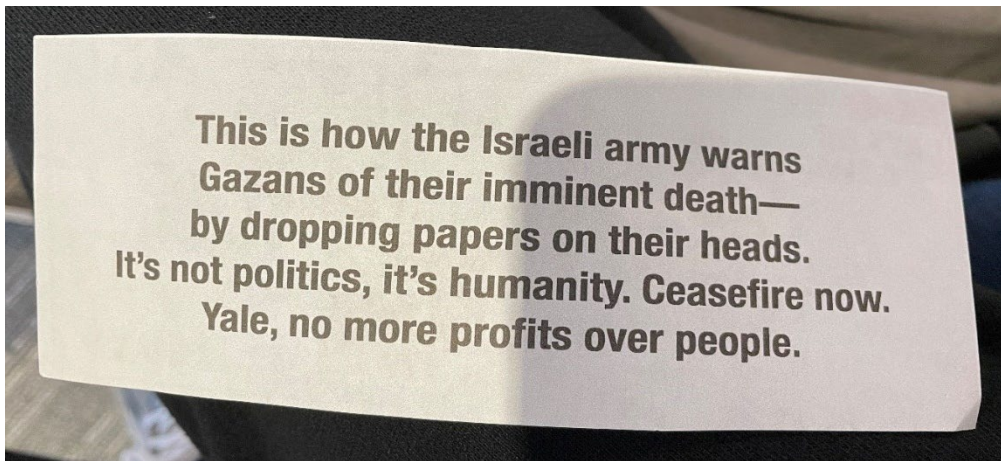 This is how the Israeli army warns
Gazans of their imminent death—
by dropping papers on their heads.
It’s not politics, it’s humanity. Ceasefire now.
Yale, no more profits over people.